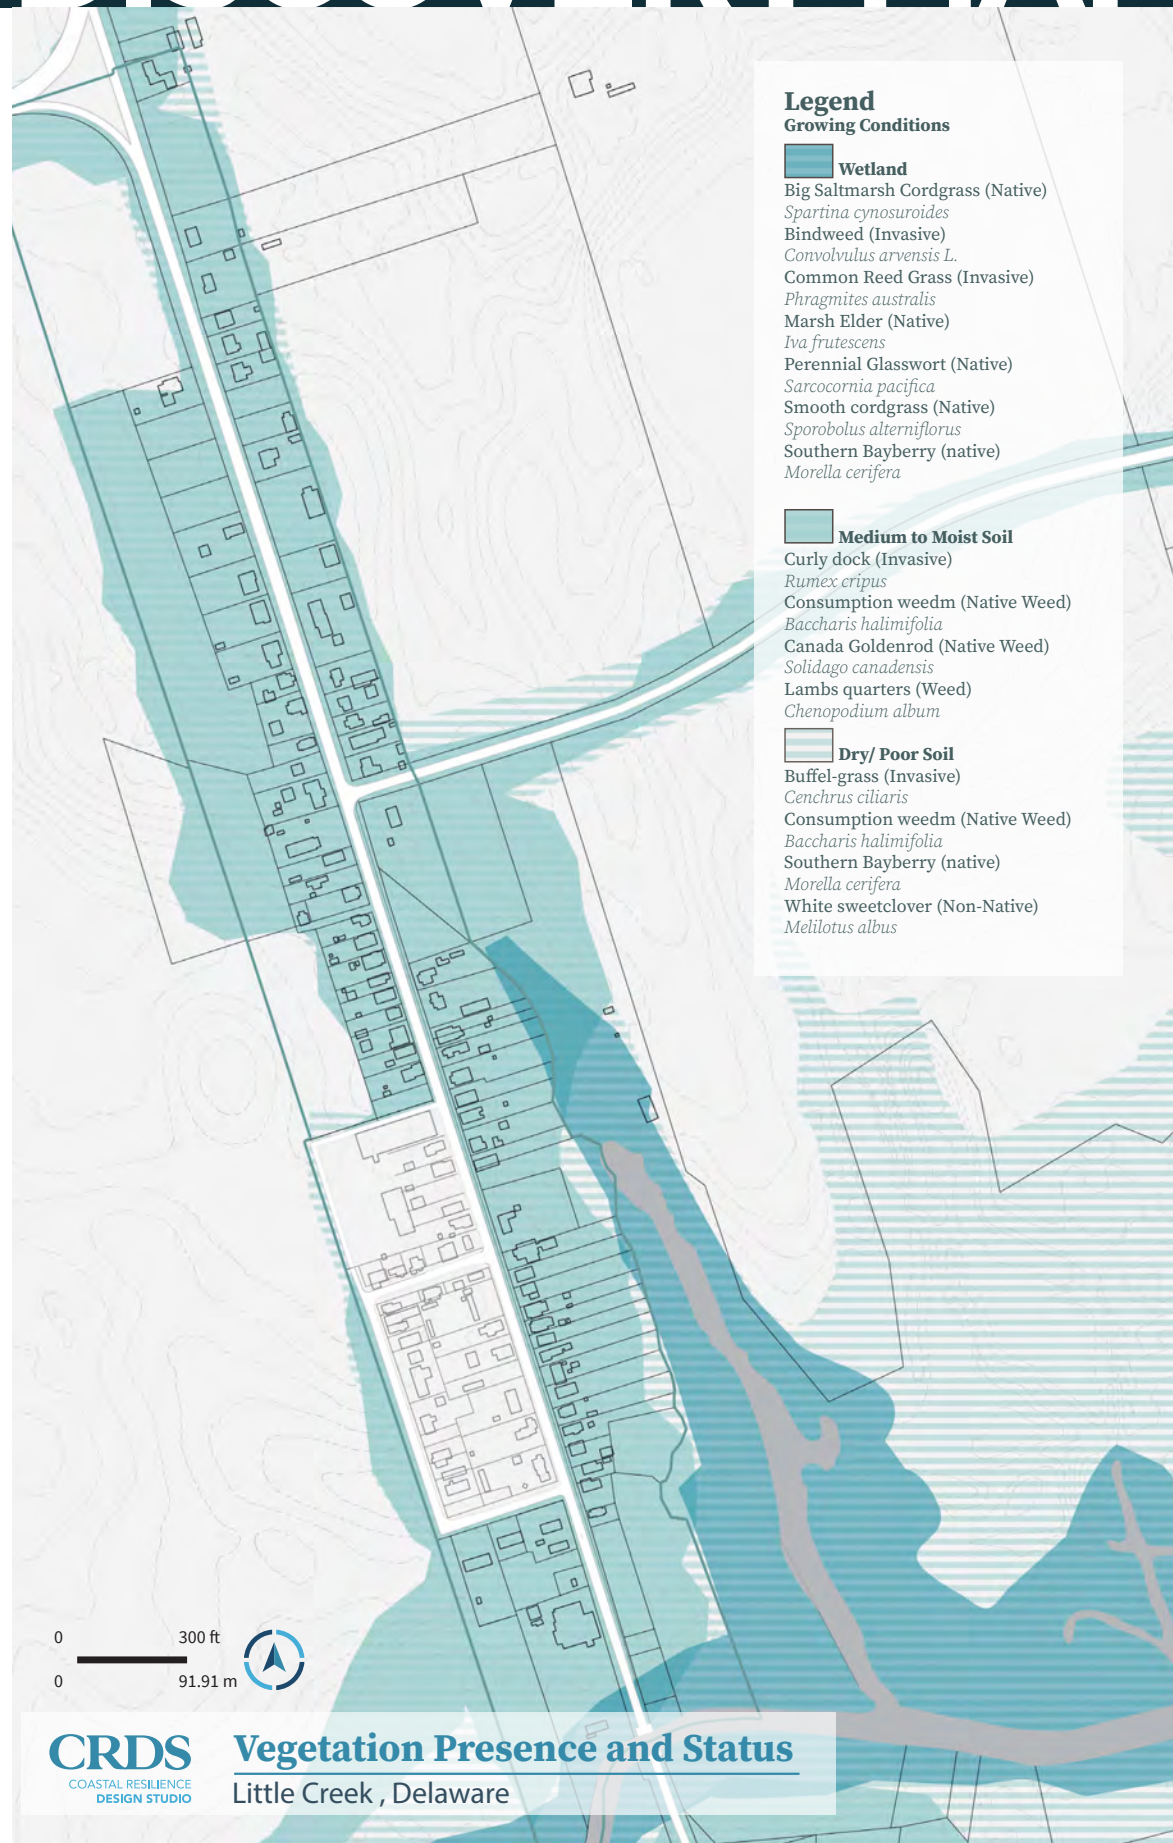 Legend
Growing Conditions
Wetland
Big Saltmarsh Cordgrass (Native)
Spartina cynosuroides
Bindweed (Invasive)
Convolvulus arvensis L.
Common Reed Grass (Invasive)
Phragmites australis
Marsh Elder (Native)
Iva frutescens
Perennial Glasswort (Native)
Sarcocornia pacifica
Smooth cordgrass (Native)
Sporobolus alterniflorus
Southern Bayberry (native)
Morella cerifera
Medium to Moist Soil
Curly dock (Invasive)
Rumex cripus
Consumption weedm (Native Weed)
Baccharis halimifolia
Canada Goldenrod (Native Weed)
Solidago canadensis
Lambs quarters (Weed)
Chenopodium album
Dry/ Poor Soil
Buffel-grass (Invasive)
Cenchrus ciliaris
Consumption weedm (Native Weed)
Baccharis halimifolia
Southern Bayberry (native)
Morella cerifera
White sweetclover (Non-Native)
Melilotus albus
0 300 ft
0 91.91 m
CRDS
COASTAL RESILIENCE
DESIGN STUDIO
Vegetation Presence and Status
Little Creek , Delaware